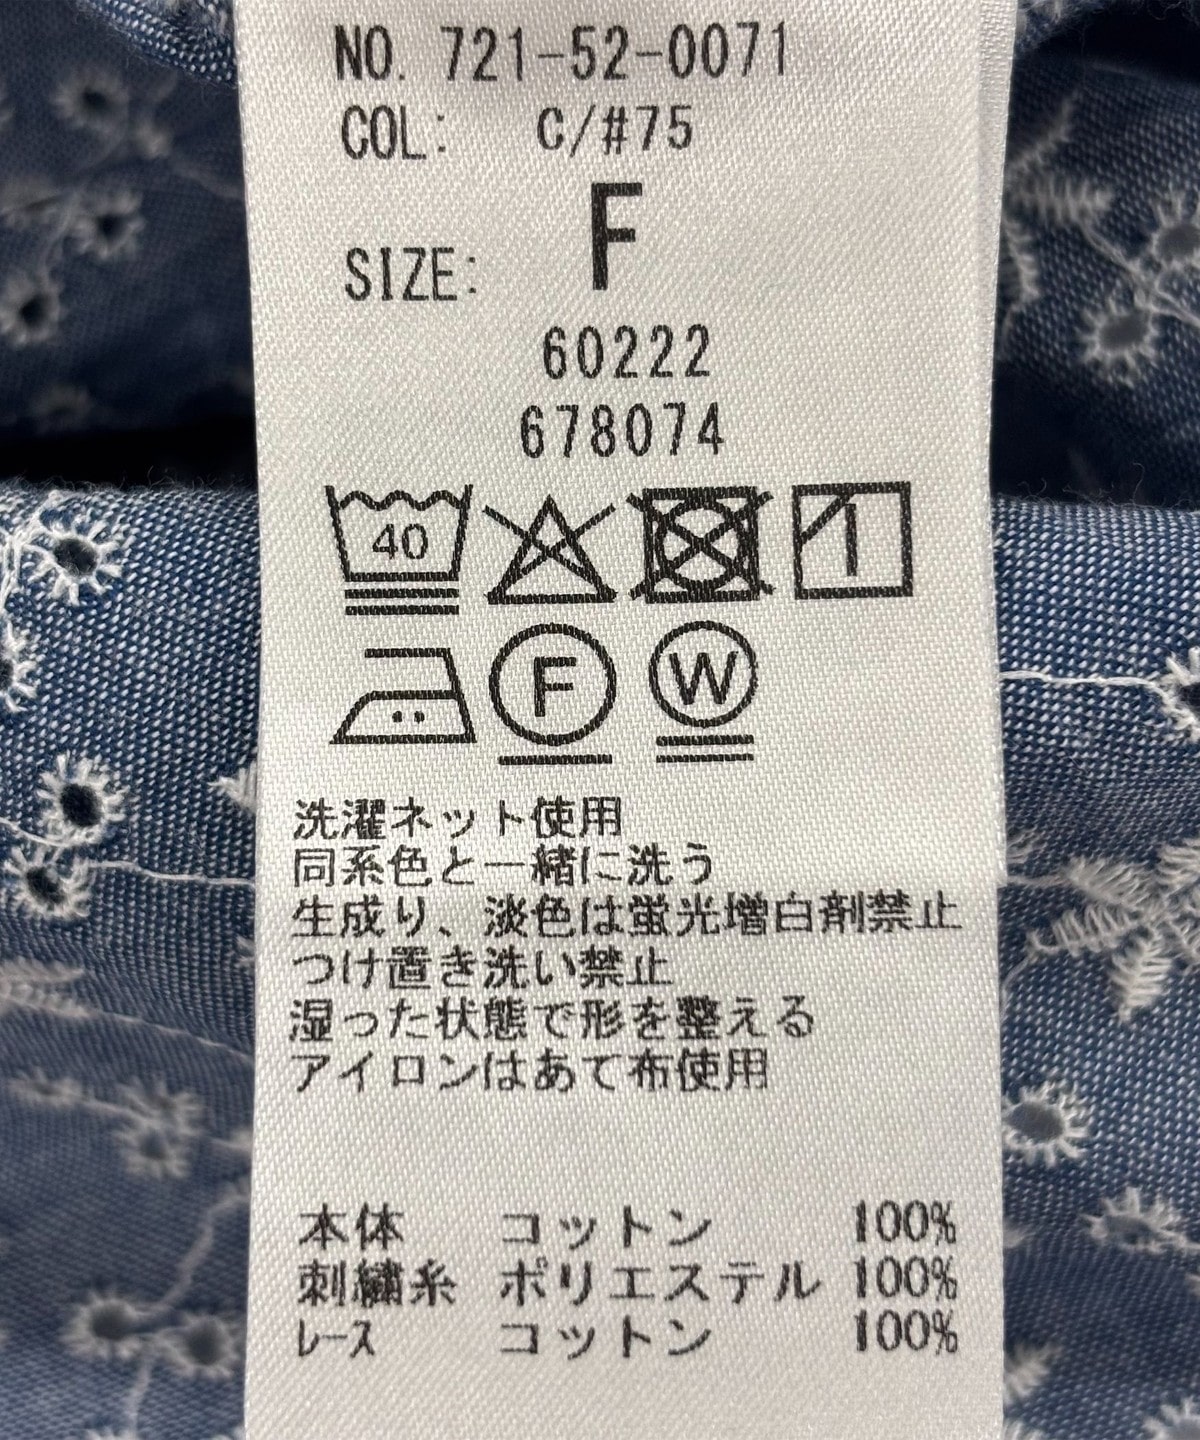 NO. 721-52-0071
COL: C/#75
SIZE: F
60222
678074
40
F W
洗濯ネット使用
同系色と一緒に洗う
生成り、淡色は蛍光増白剤禁止
つけ置き洗い禁止
湿った状態で形を整える
アイロンはあて布使用
本体 コットン 100%
刺繍糸 ポリエステル 100%
ﾚｰｽ コットン 100%